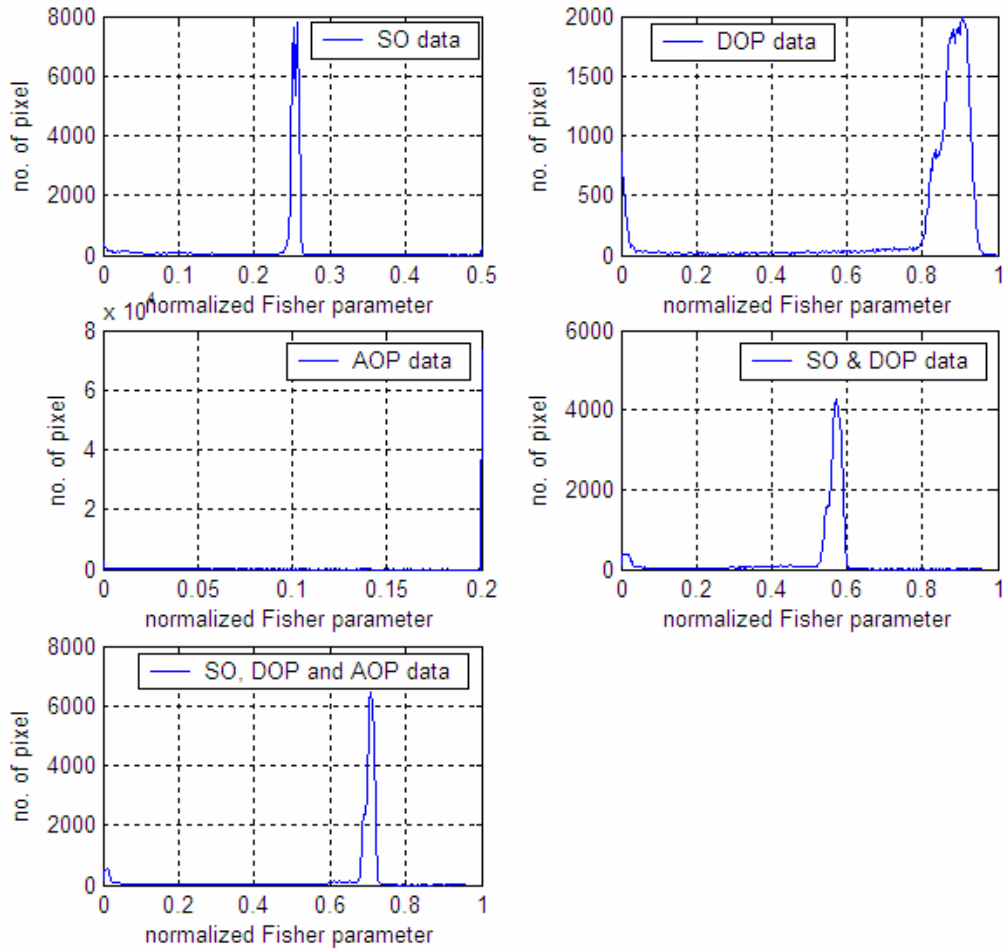 8000
6000
4000
2000
0
no. of pixel
SO data
0 0.1 0.2 0.3 0.4 0.5
normalized Fisher parameter
2000
1500
1000
500
0
no. of pixel
DOP data
0 0.2 0.4 0.6 0.8 1
normalized Fisher parameter
x 10^4
8
6
4
2
0
no. of pixel
AOP data
0 0.05 0.1 0.15 0.2
normalized Fisher parameter
6000
4000
2000
0
no. of pixel
SO & DOP data
0 0.2 0.4 0.6 0.8 1
normalized Fisher parameter
8000
6000
4000
2000
0
no. of pixel
SO, DOP and AOP data
0 0.2 0.4 0.6 0.8 1
normalized Fisher parameter